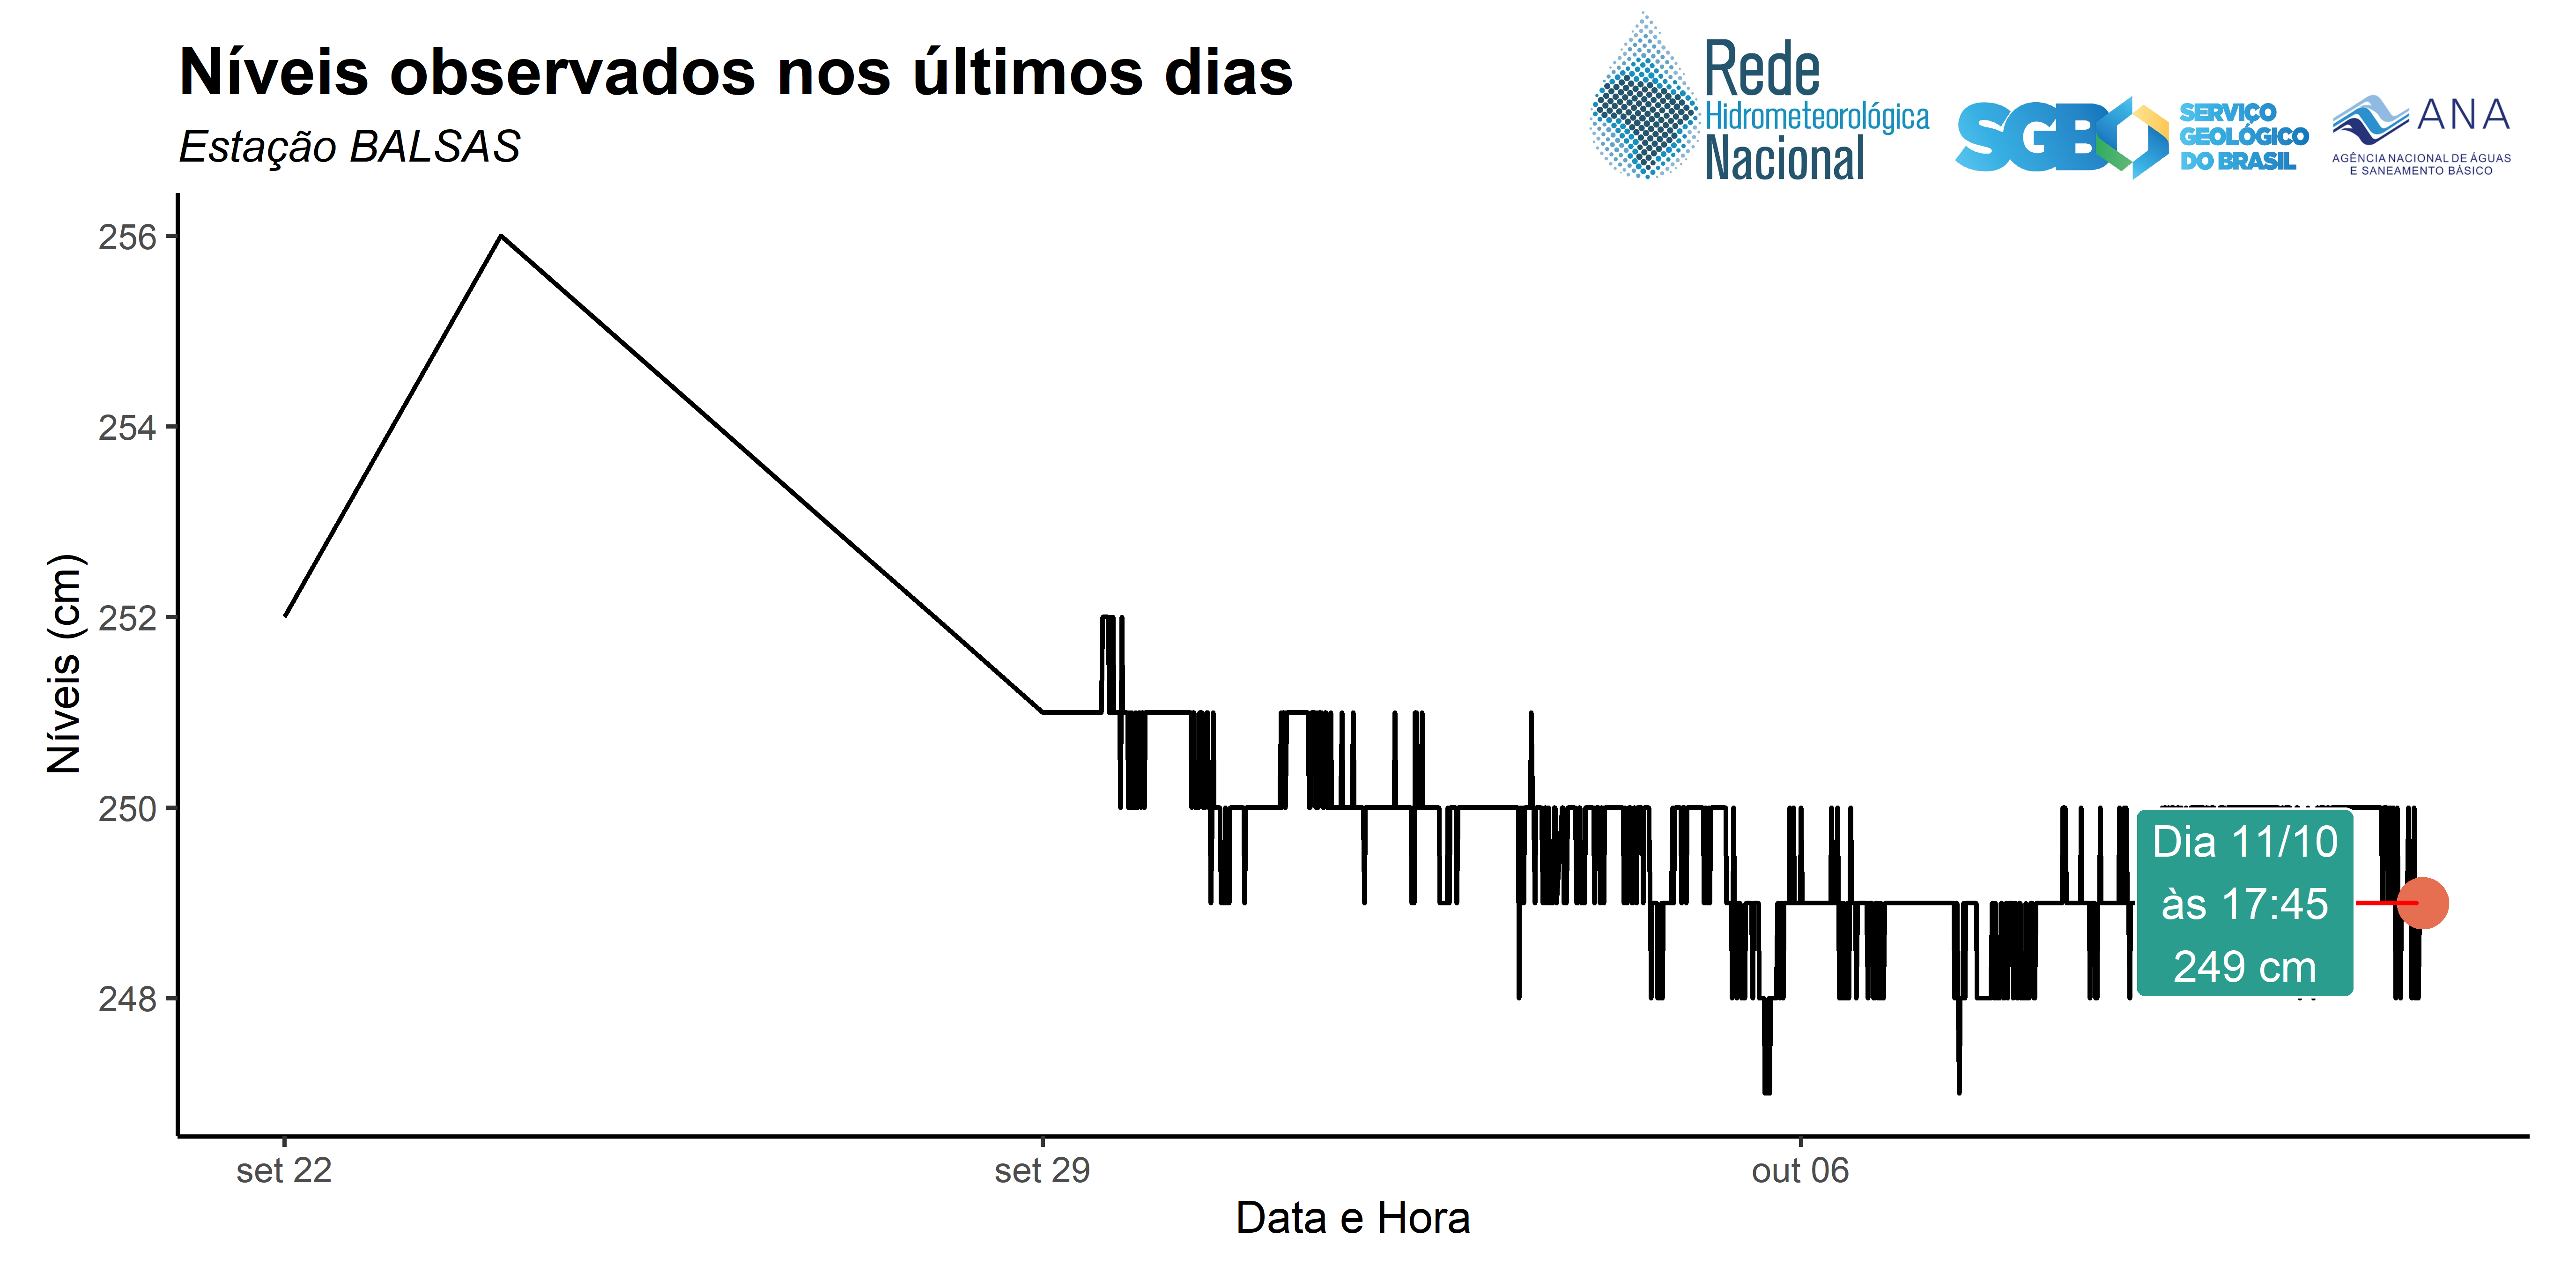 Níveis observados nos últimos dias
Estação BALSAS
Rede
Hidrometeorológica
Nacional
SGB
SERVIÇO
GEOLÓGICO
DO BRASIL
ANA
AGÊNCIA NACIONAL DE ÁGUAS
E SANEAMENTO BÁSICO
Níveis (cm)
256
254
252
250
248
Dia 11/10
às 17:45
249 cm
set 22
set 29
out 06
Data e Hora